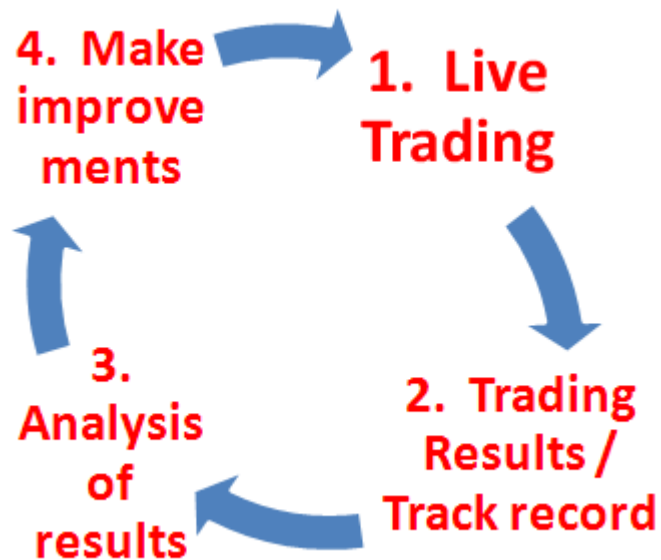 1. Live
Trading
2. Trading
Results /
Track record
3.
Analysis
of
results
4. Make
improve
ments